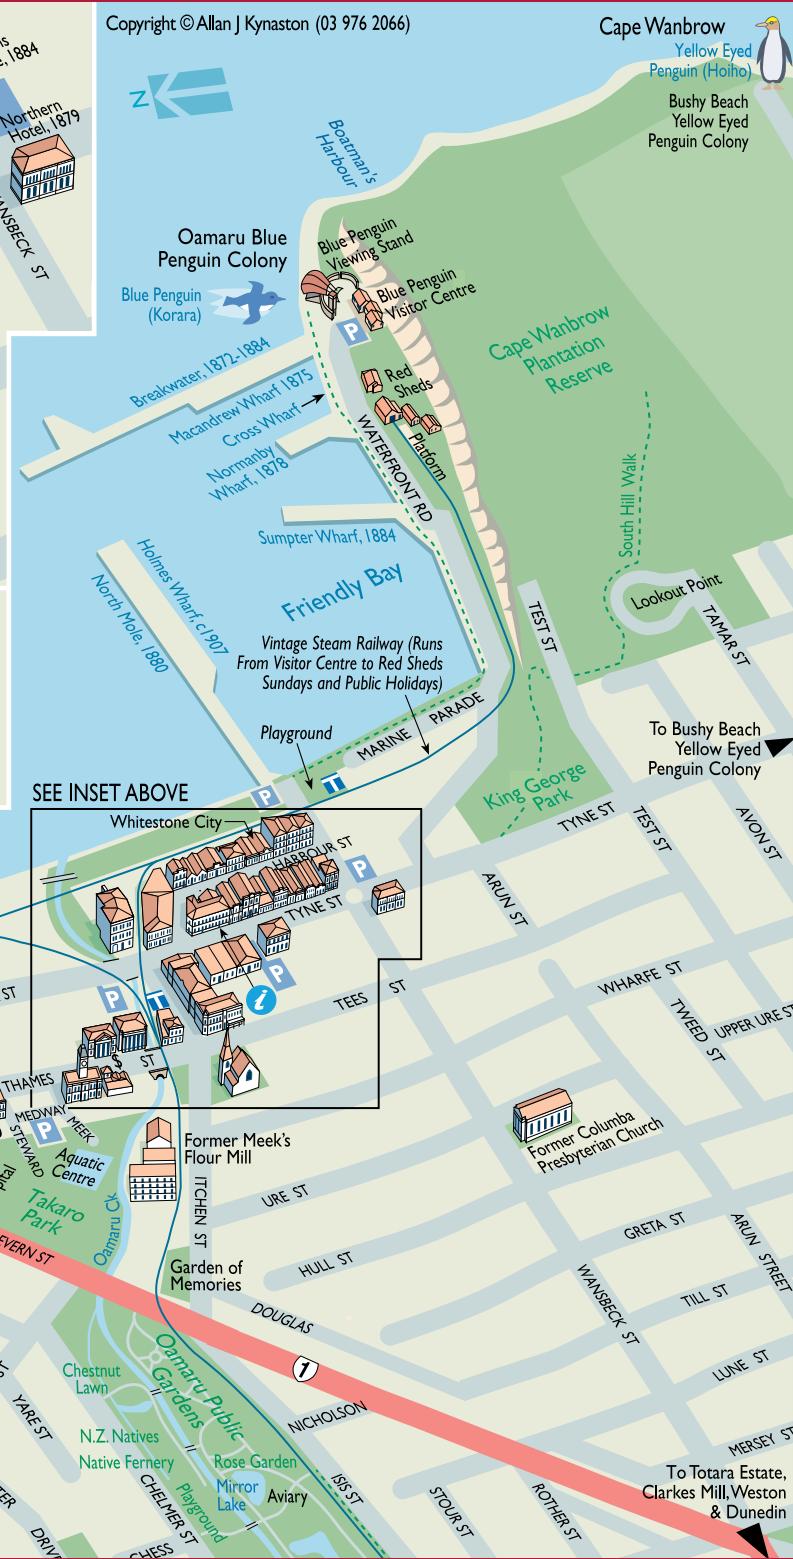 Copyright © Allan J Kynaston (03 976 2066)
Cape Wanbrow
Yellow Eyed
Penguin (Hoiho)
Bushy Beach
Yellow Eyed
Penguin Colony
, 1884
Northern
Hotel, 1879
ANSBECK ST
N
Boatman's
Harbour
Oamaru Blue
Penguin Colony
Blue Penguin
(Korara)
Blue Penguin
Viewing Stand
Blue Penguin
Visitor Centre
P
Cape Wanbrow
Plantation
Reserve
Breakwater, 1872-1884
Macandrew Wharf 1875
Cross Wharf
Normanby
Wharf, 1878
Red
Sheds
Platform
WATERFRONT RD
South Hill Walk
Sumpter Wharf, 1884
Friendly Bay
Holmes Wharf, c1907
North Mole, 1880
Lookout Point
TEST ST
TAMAR ST
Vintage Steam Railway (Runs
From Visitor Centre to Red Sheds
Sundays and Public Holidays)
Playground
MARINE PARADE
To Bushy Beach
Yellow Eyed
Penguin Colony
King George
Park
P
T
SEE INSET ABOVE
Whitestone City
HARBOUR ST
P
TYNE ST
TEST ST
AVON ST
ARUN ST
TYNE ST
P
ST
P
T
i
TEES ST
WHARFE ST
TWEED ST
UPPER URE ST
$
THAMES ST
MEDWAY
MEEK
P
STEWARD
Former Columba
Presbyterian Church
Former Meek's
Flour Mill
Aquatic
Centre
pital
Takaro
Park
Oamaru Ck
ITCHEN ST
URE ST
GRETA ST
ARUN STREET
EVERN ST
HULL ST
Garden of
Memories
WANSBECK ST
TILL ST
DOUGLAS
1
LUNE ST
Oamaru Public
Gardens
Chestnut
Lawn
YARE ST
NICHOLSON
MERSEY ST
N.Z. Natives
Native Fernery
Rose Garden
Mirror
Lake
Aviary
ISIS ST
STOUR ST
ROTHER ST
To Totara Estate,
Clarkes Mill, Weston
& Dunedin
CHELMER ST
Playground
TER
DRIVE
CHESS